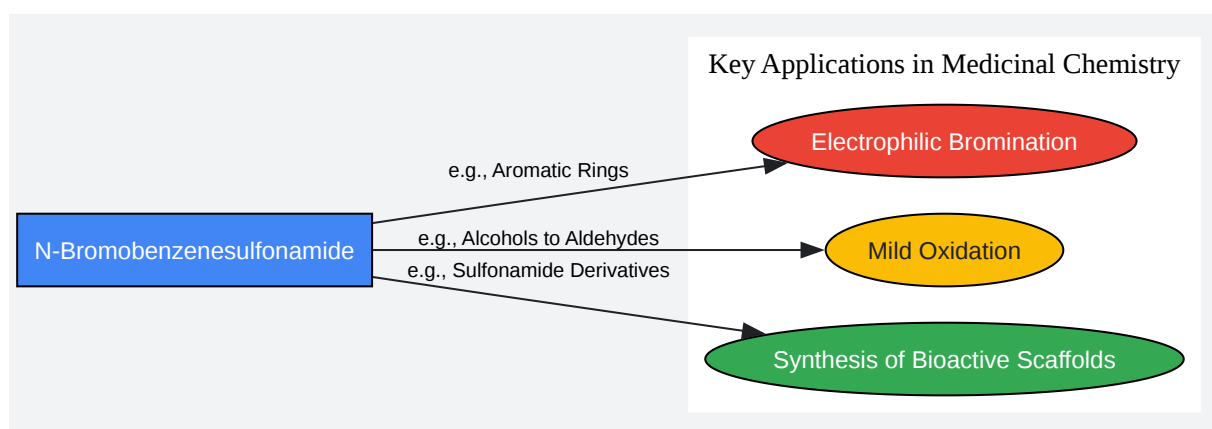 Key Applications in Medicinal Chemistry
Electrophilic Bromination
e.g., Aromatic Rings
N-Bromobenzenesulfonamide
e.g., Alcohols to Aldehydes
Mild Oxidation
e.g., Sulfonamide Derivatives
Synthesis of Bioactive Scaffolds